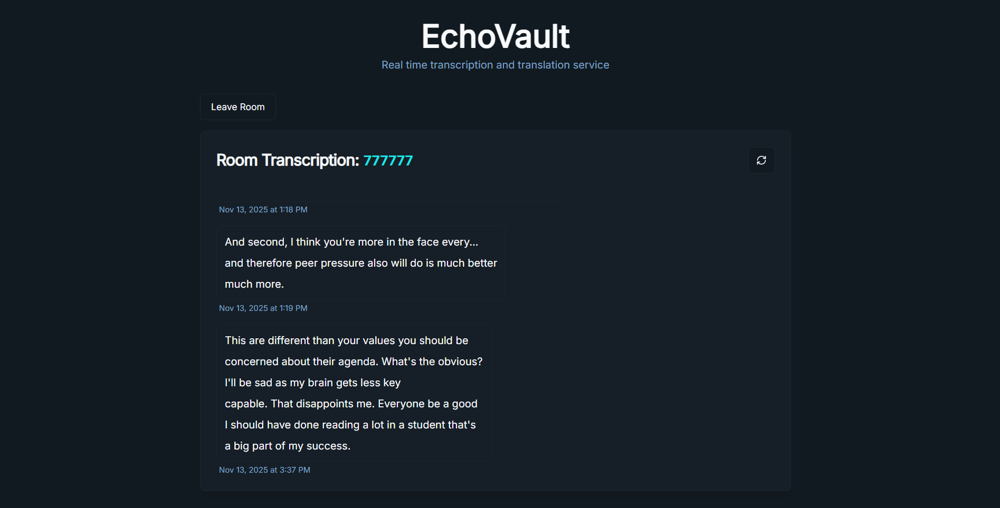 EchoVault
Real time transcription and translation service
Leave Room
Room Transcription: 777777
Nov 13, 2025 at 1:18 PM
And second, I think you're more in the face every...
and therefore peer pressure also will do is much better
much more.
Nov 13, 2025 at 1:19 PM
This are different than your values you should be
concerned about their agenda. What's the obvious?
I'll be sad as my brain gets less key
capable. That disappoints me. Everyone be a good
I should have done reading a lot in a student that's
a big part of my success.
Nov 13, 2025 at 3:37 PM